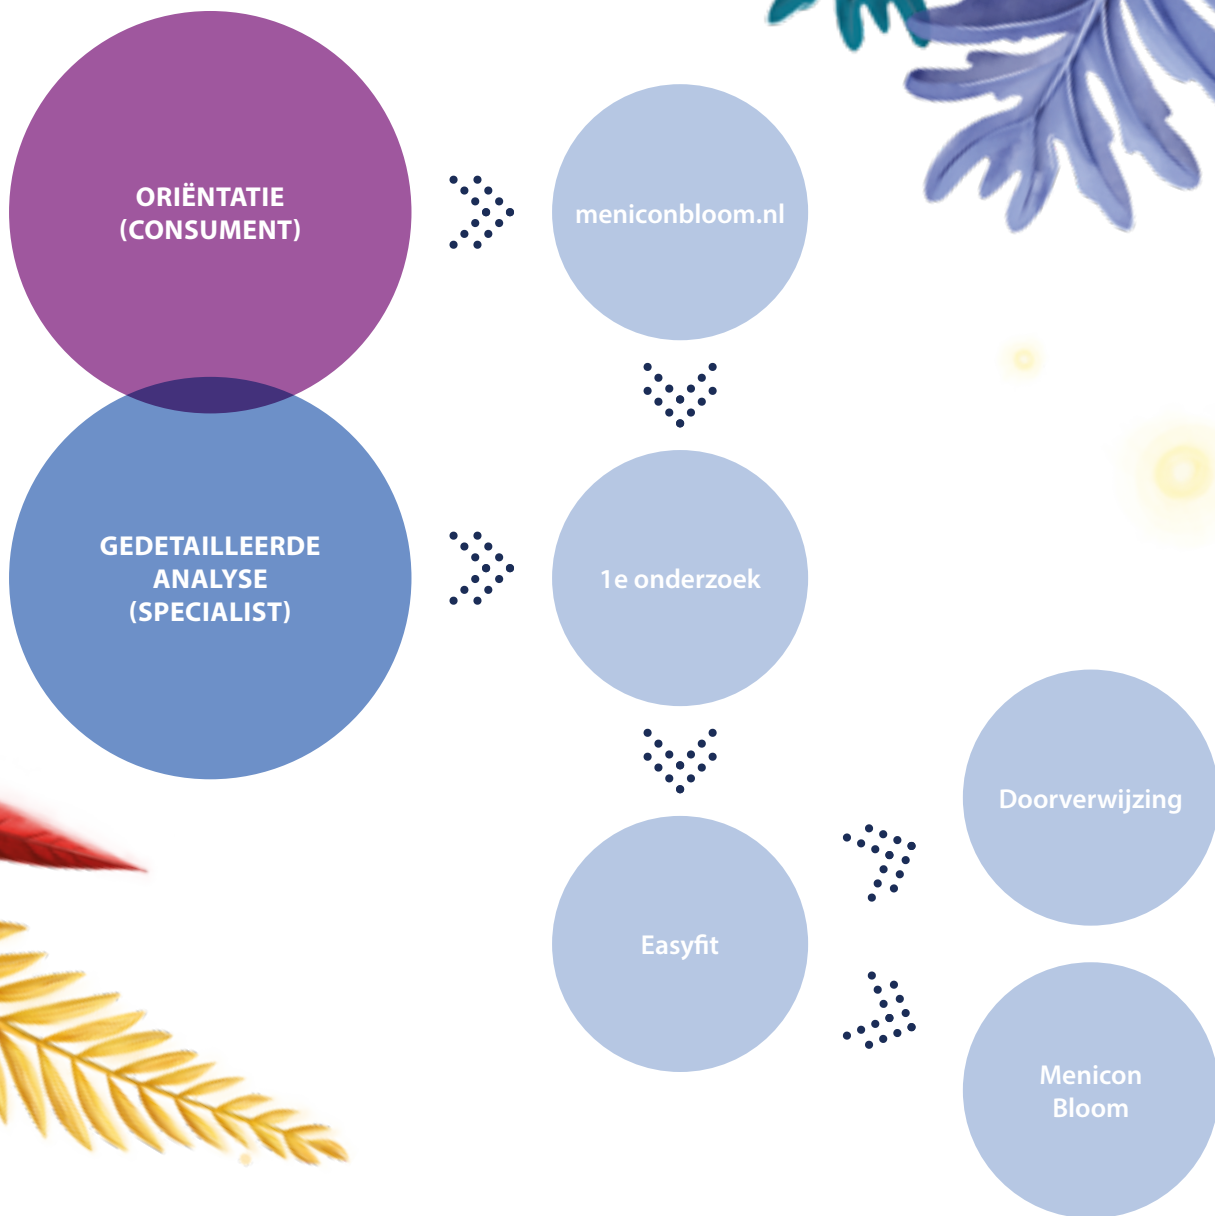 ORIËNTATIE
(CONSUMENT)
meniconbloom.nl
GEDETAILLEERDE
ANALYSE
(SPECIALIST)
1e onderzoek
Doorverwijzing
Easyfit
Menicon
Bloom